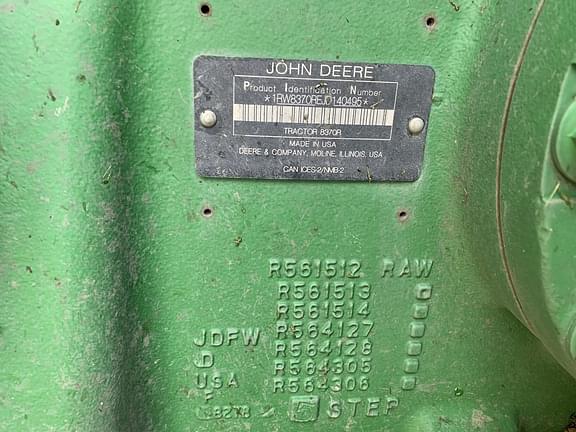 JOHN DEERE
Product Identification Number
*1RW8370REJD140495*
TRACTOR 8370R
MADE IN USA
DEERE & COMPANY, MOLINE, ILLINOIS, USA
CAN ICES-2/NMB-2
R561512 RAW
R561513
R561514
JDFW R564127
D R564128
R564305
USA R564306
F
STEP